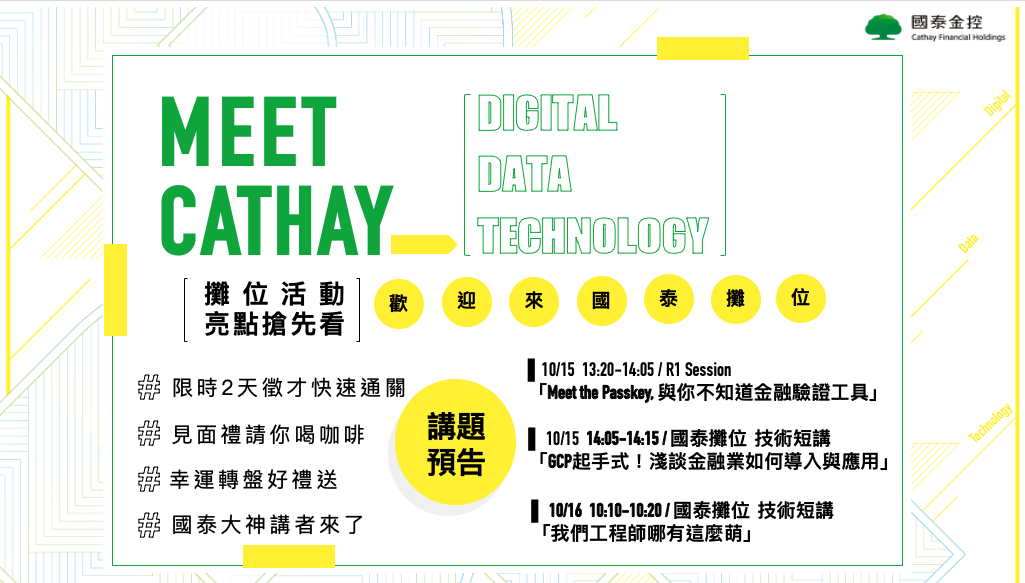 國泰金控
Cathay Financial Holdings
MEET
CATHAY
DIGITAL
DATA
TECHNOLOGY
Digital
Data
Technology
攤位活動
亮點搶先看
歡迎來國泰攤位
# 限時2天徵才快速通關
# 見面禮請你喝咖啡
# 幸運轉盤好禮送
# 國泰大神講者來了
講題
預告
10/15 13:20-14:05 / R1 Session
「Meet the Passkey, 與你不知道金融驗證工具」
10/15 14:05-14:15 / 國泰攤位 技術短講
「GCP起手式！淺談金融業如何導入與應用」
10/16 10:10-10:20 / 國泰攤位 技術短講
「我們工程師哪有這麼萌」